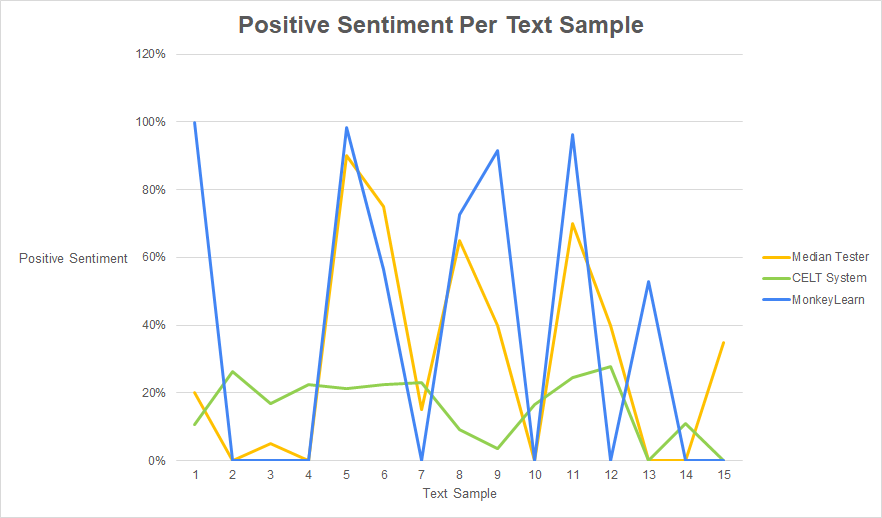 Positive Sentiment Per Text Sample
120%
100%
80%
60%
40%
20%
0%
Positive Sentiment
1 2 3 4 5 6 7 8 9 10 11 12 13 14 15
Text Sample
Median Tester
CELT System
MonkeyLearn